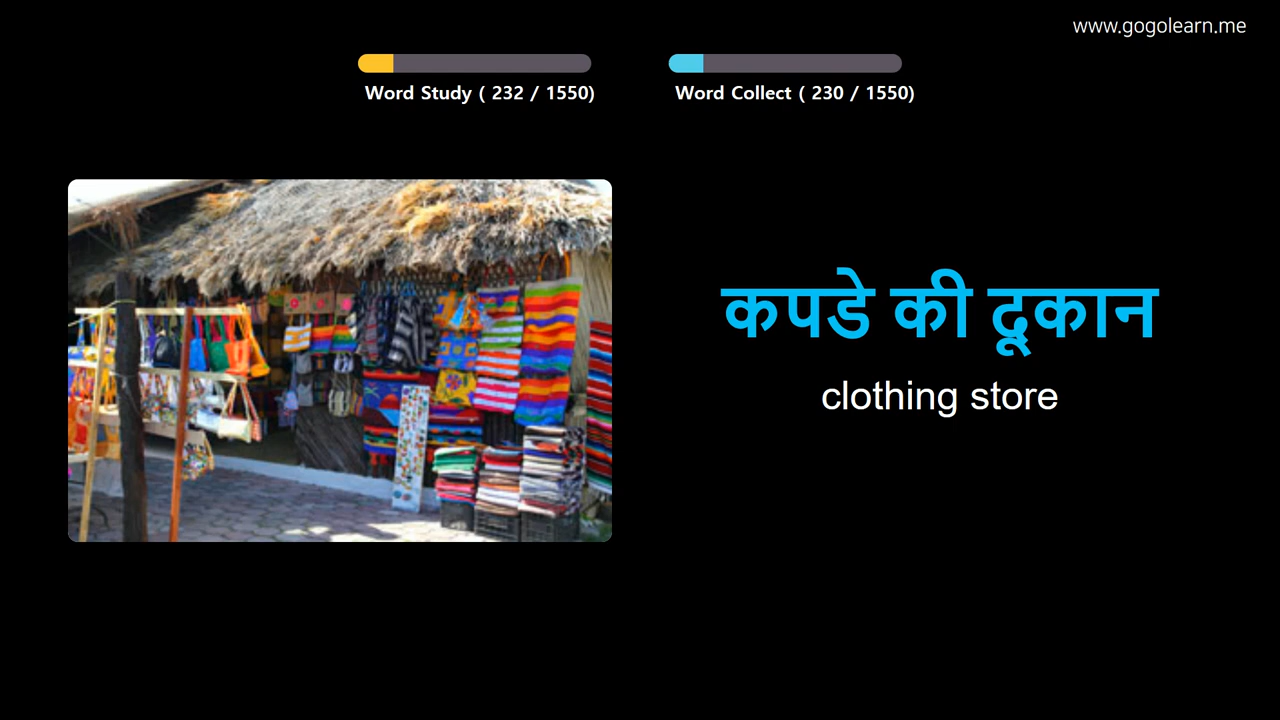 www.gogolearn.me
Word Study ( 232 / 1550)
Word Collect ( 230 / 1550)
कपडे की दूकान
clothing store